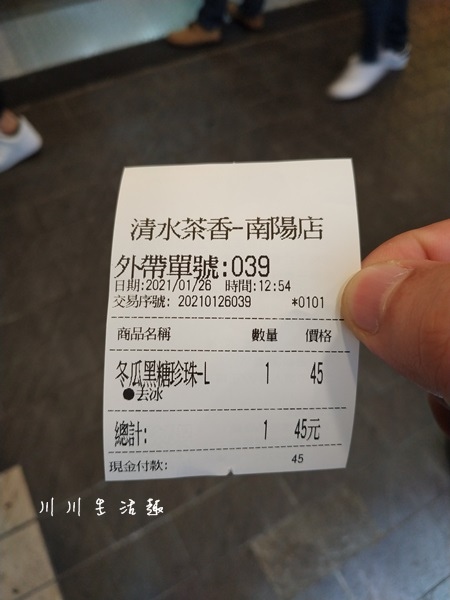 清水茶香-南陽店
外帶單號:039
日期:2021/01/26 時間:12:54
交易序號: 20210126039 *0101
商品名稱 數量 價格
冬瓜黑糖珍珠-L 1 45
●去冰
總計: 1 45元
現金付款: 45
川川生活趣